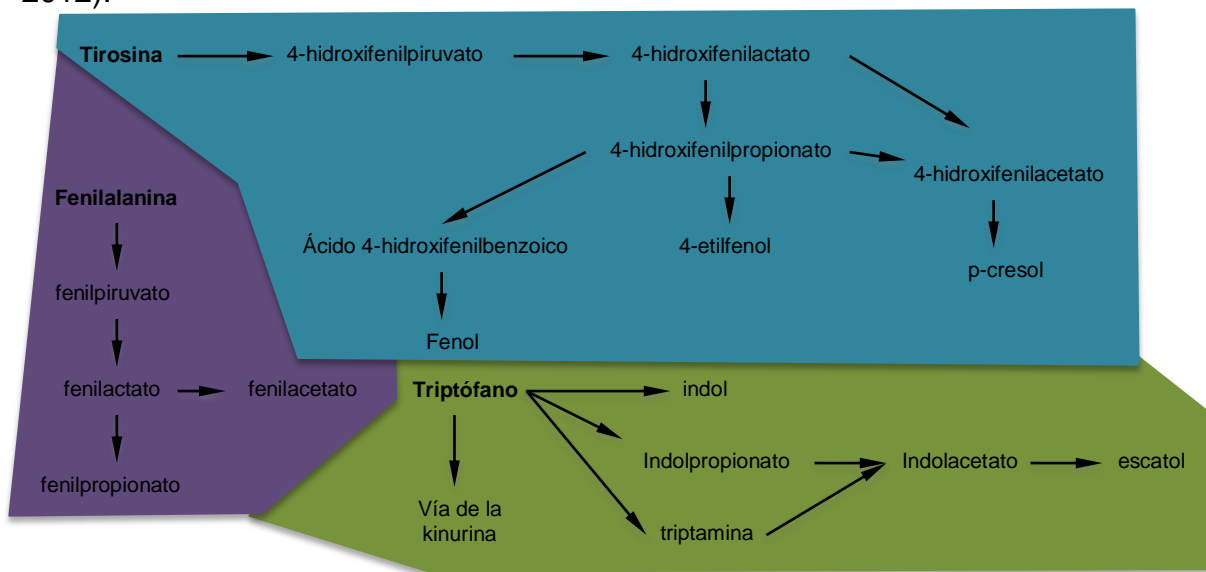 2012).
Tirosina
4-hidroxifenilpiruvato
4-hidroxifenilactato
4-hidroxifenilpropionato
4-hidroxifenilacetato
Ácido 4-hidroxifenilbenzoico
4-etilfenol
p-cresol
Fenol
Fenilalanina
fenilpiruvato
fenilactato
fenilacetato
fenilpropionato
Triptófano
indol
Indolpropionato
Indolacetato
escatol
Vía de la
kinurina
triptamina